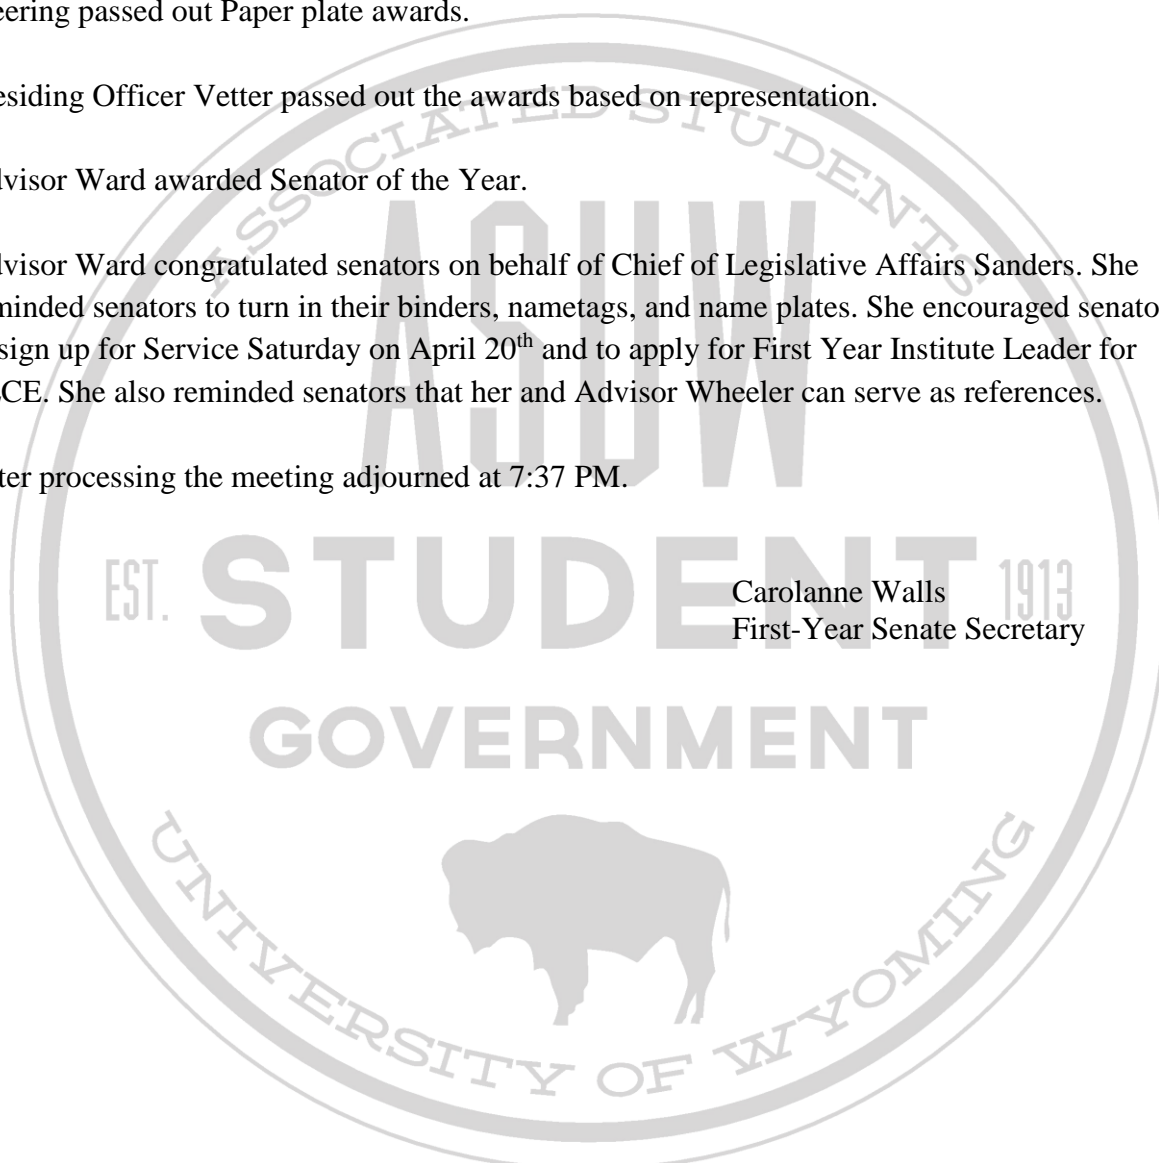 eering passed out Paper plate awards.
esiding Officer Vetter passed out the awards based on representation.
lvisor Ward awarded Senator of the Year.
lvisor Ward congratulated senators on behalf of Chief of Legislative Affairs Sanders. She
minded senators to turn in their binders, nametags, and name plates. She encouraged senato
sign up for Service Saturday on April 20th and to apply for First Year Institute Leader for
CE. She also reminded senators that her and Advisor Wheeler can serve as references.
ter processing the meeting adjourned at 7:37 PM.
Carolanne Walls
First-Year Senate Secretary
ASSOCIATED STUDENTS
ASUW
EST. STUDENT 1913
GOVERNMENT
UNIVERSITY OF WYOMING